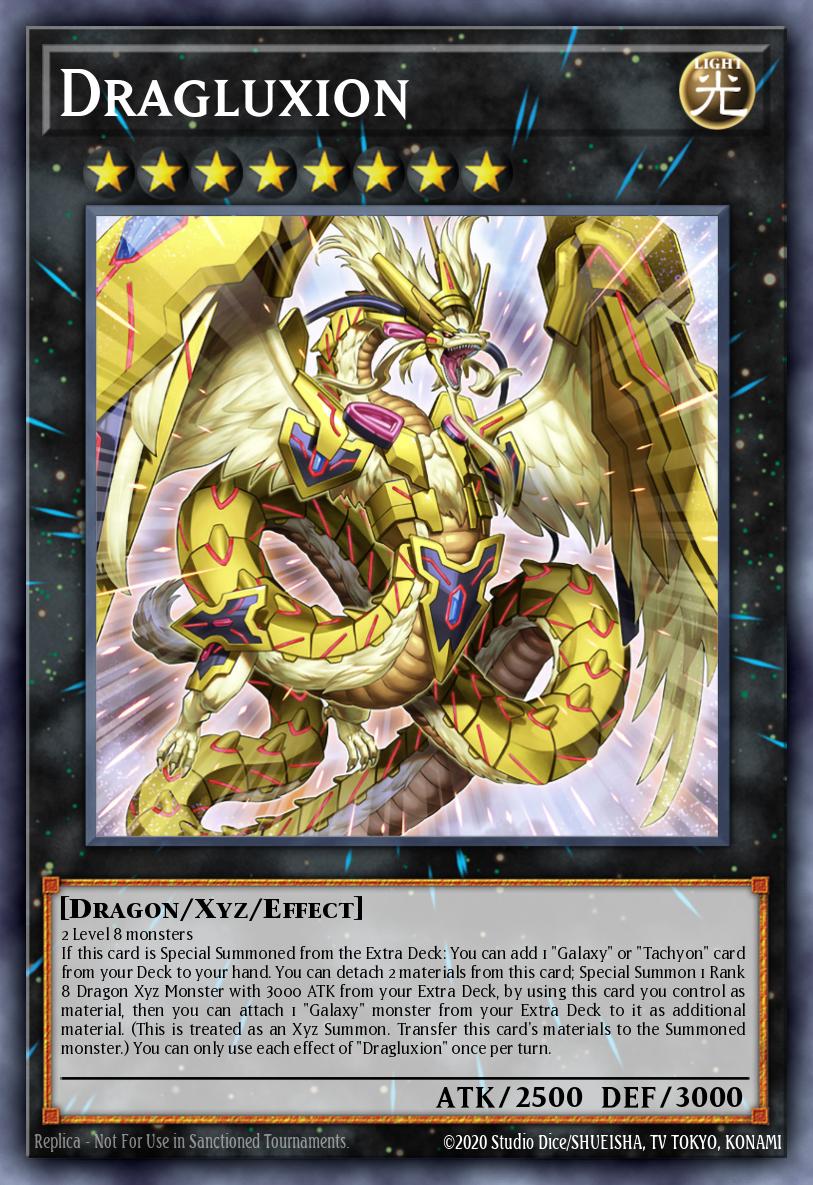 Dragluxion
LIGHT
光
[Dragon/Xyz/Effect]
2 Level 8 monsters
If this card is Special Summoned from the Extra Deck: You can add 1 "Galaxy" or "Tachyon" card
from your Deck to your hand. You can detach 2 materials from this card; Special Summon 1 Rank
8 Dragon Xyz Monster with 3000 ATK from your Extra Deck, by using this card you control as
material, then you can attach 1 "Galaxy" monster from your Extra Deck to it as additional
material. (This is treated as an Xyz Summon. Transfer this card's materials to the Summoned
monster.) You can only use each effect of "Dragluxion" once per turn.
ATK/2500 DEF/3000
Replica - Not For Use in Sanctioned Tournaments.
©2020 Studio Dice/SHUEISHA, TV TOKYO, KONAMI